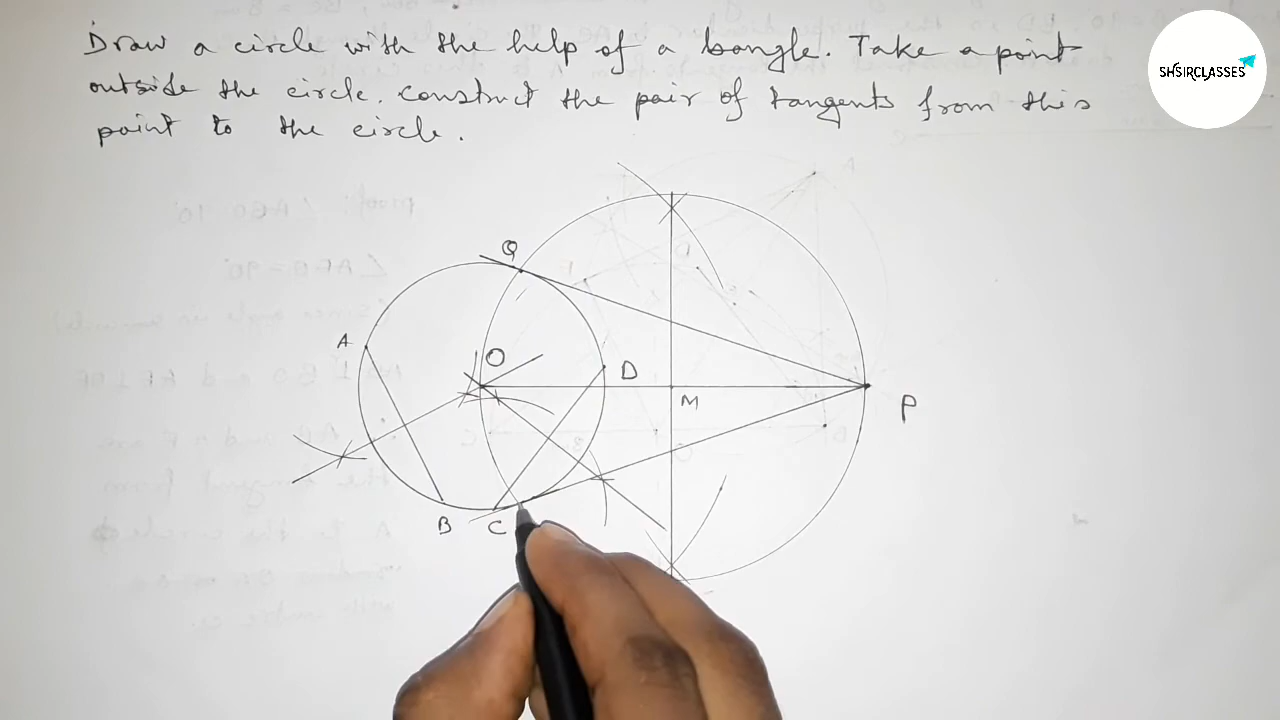 Draw a circle with the help of a bangle. Take a point
outside the circle. construct the pair of tangents from this
point to the circle.
SHSIRCLASSES
Q
A
O
D
M
P
B
C